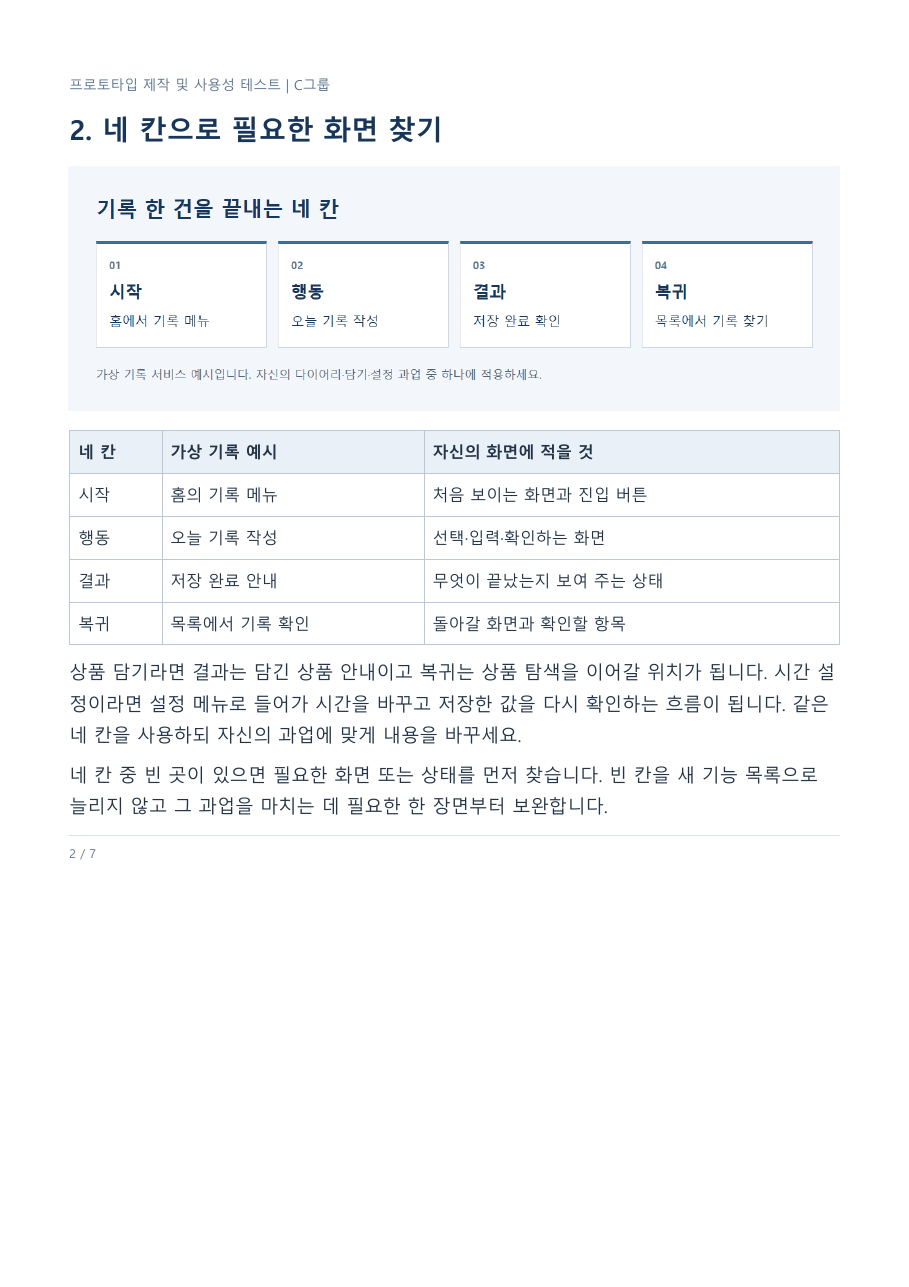 프로토타입 제작 및 사용성 테스트 | C그룹
2. 네 칸으로 필요한 화면 찾기
기록 한 건을 끝내는 네 칸
01
시작
홈에서 기록 메뉴
02
행동
오늘 기록 작성
03
결과
저장 완료 확인
04
복귀
목록에서 기록 찾기
가상 기록 서비스 예시입니다. 자신의 다이어리·담기·설정 과업 중 하나에 적용하세요.
네 칸 가상 기록 예시 자신의 화면에 적을 것
시작 홈의 기록 메뉴 처음 보이는 화면과 진입 버튼
행동 오늘 기록 작성 선택·입력·확인하는 화면
결과 저장 완료 안내 무엇이 끝났는지 보여 주는 상태
복귀 목록에서 기록 확인 돌아갈 화면과 확인할 항목
상품 담기라면 결과는 담긴 상품 안내이고 복귀는 상품 탐색을 이어갈 위치가 됩니다. 시간 설
정이라면 설정 메뉴로 들어가 시간을 바꾸고 저장한 값을 다시 확인하는 흐름이 됩니다. 같은
네 칸을 사용하되 자신의 과업에 맞게 내용을 바꾸세요.
네 칸 중 빈 곳이 있으면 필요한 화면 또는 상태를 먼저 찾습니다. 빈 칸을 새 기능 목록으로
늘리지 않고 그 과업을 마치는 데 필요한 한 장면부터 보완합니다.
2 / 7